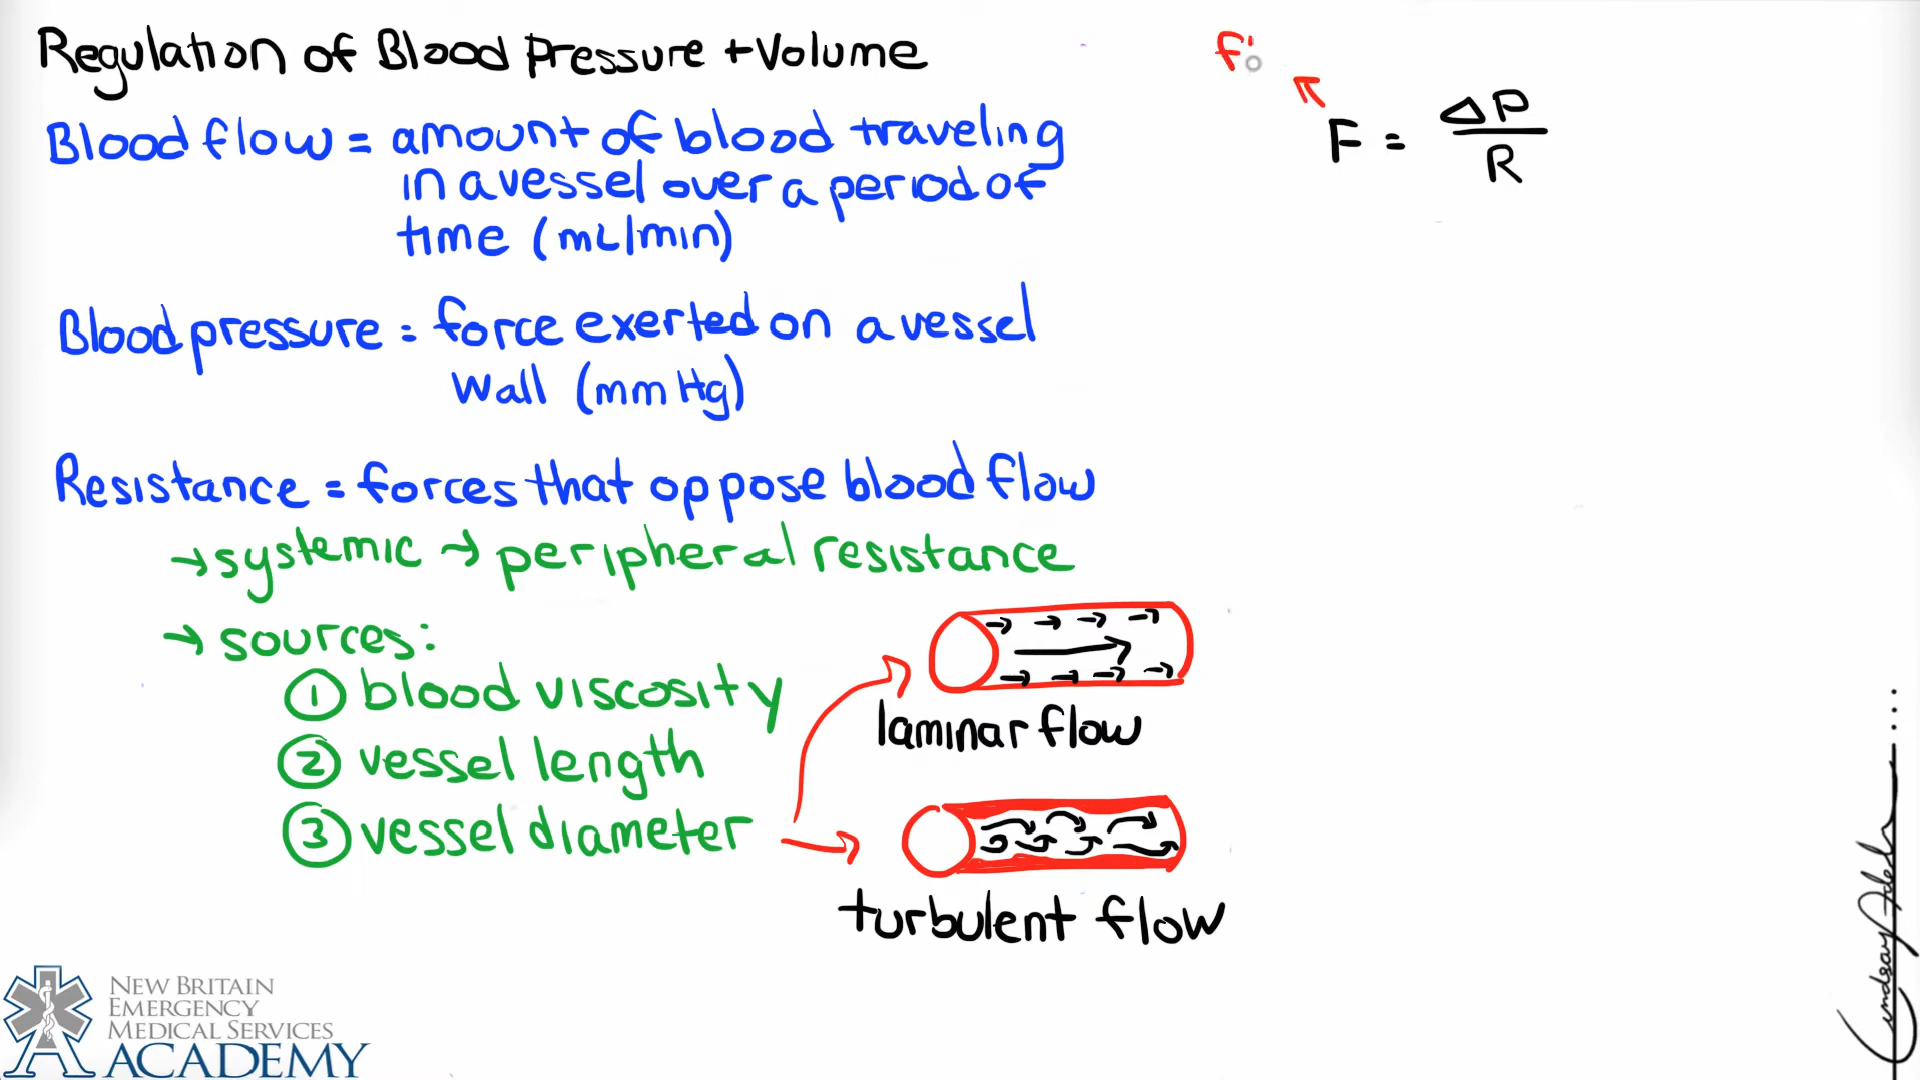 Regulation of Blood Pressure + Volume
Blood flow = amount of blood traveling
in a vessel over a period of
time (mL/min)
Blood pressure = force exerted on a vessel
wall (mmHg)
Resistance = forces that oppose blood flow
→ systemic → peripheral resistance
→ sources:
① blood viscosity
② vessel length
③ vessel diameter
laminar flow
turbulent flow
F = ΔP
R
NEW BRITAIN
EMERGENCY
MEDICAL SERVICES
ACADEMY